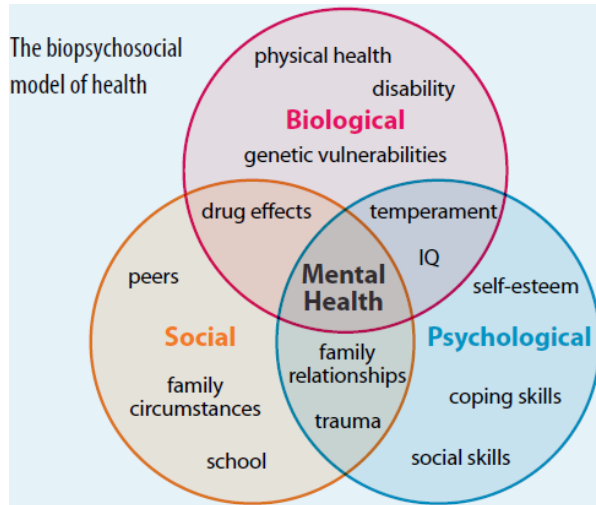 The biopsychosocial
model of health
physical health
disability
Biological
genetic vulnerabilities
drug effects
temperament
IQ
Mental
Health
peers
self-esteem
Social
Psychological
family
relationships
family
circumstances
coping skills
trauma
school
social skills